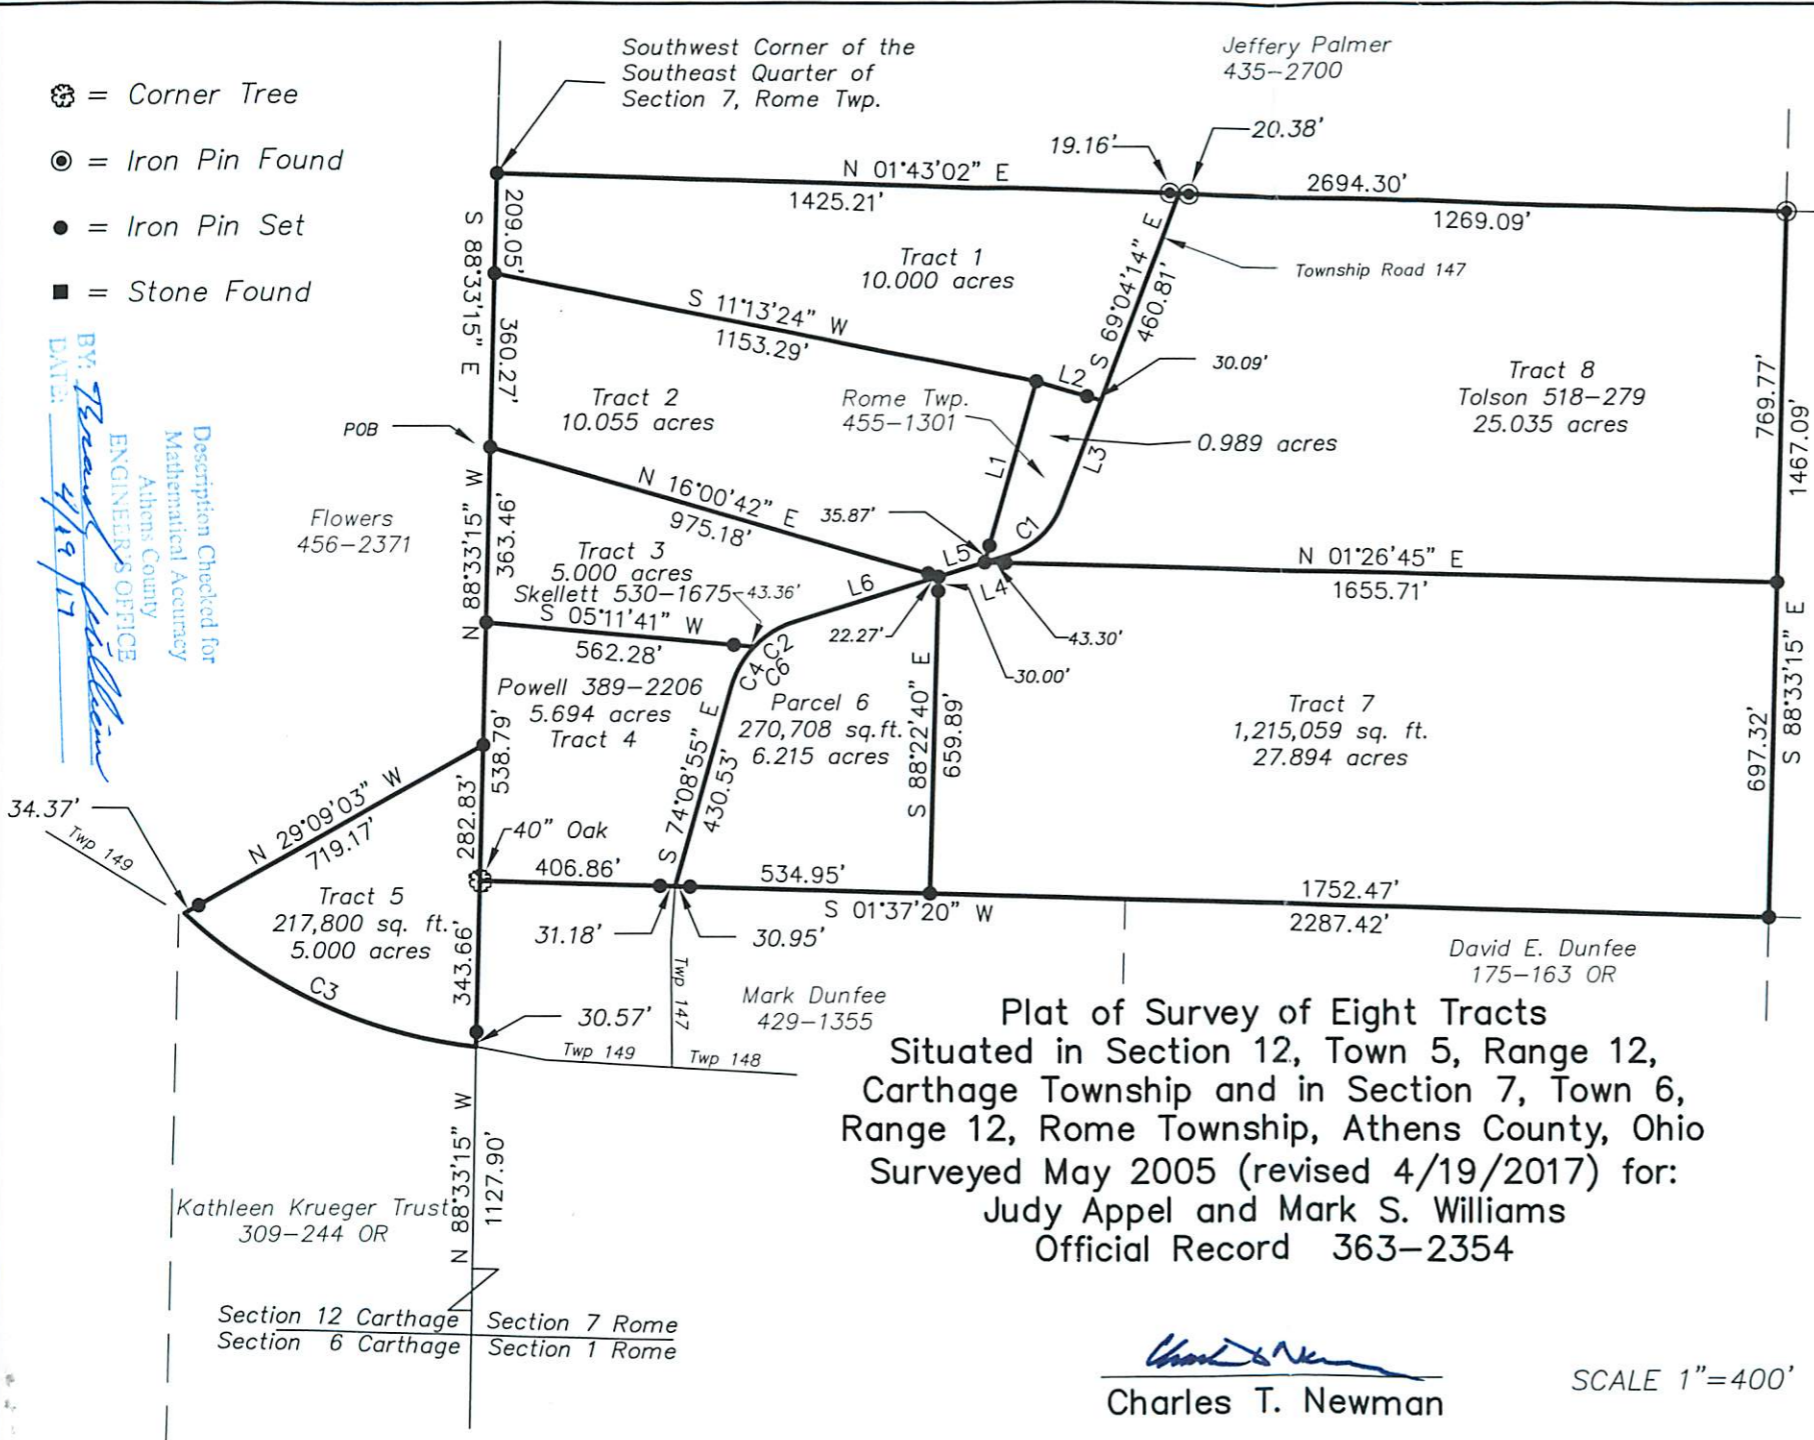 Southwest Corner of the
Southeast Quarter of
Section 7, Rome Twp.
Jeffery Palmer
435-2700
= Corner Tree
= Iron Pin Found
= Iron Pin Set
= Stone Found
19.16'
20.38'
N 01°43'02" E
1425.21'
2694.30'
1269.09'
S 88°33'15" E
209.05'
360.27'
Tract 1
10.000 acres
S 69°04'14" E
460.81'
Township Road 147
S 11°13'24" W
1153.29'
L2
30.09'
Tract 2
10.055 acres
Rome Twp.
455-1301
0.989 acres
L1
L3
Tract 8
Tolson 518-279
25.035 acres
769.77'
1467.09'
POB
N 16°00'42" E
975.18'
35.87'
C1
Flowers
456-2371
N 88°33'15" W
363.46'
Tract 3
5.000 acres
Skellett 530-1675
43.36'
L5
L4
L6
N 01°26'45" E
1655.71'
S 05°11'41" W
562.28'
22.27'
43.30'
30.00'
C2
C6
C4
Powell 389-2206
5.694 acres
Tract 4
Parcel 6
270,708 sq.ft.
6.215 acres
S 88°22'40" E
659.89'
Tract 7
1,215,059 sq. ft.
27.894 acres
697.32'
S 88°33'15" E
S 74°08'55" E
430.53'
538.79'
282.83'
BY:
DATE: 4/19/17
Description Checked for
Mathematical Accuracy
Athens County
ENGINEER'S OFFICE
34.37'
Twp 149
N 29°09'03" W
719.17'
40" Oak
406.86'
534.95'
1752.47'
S 01°37'20" W
2287.42'
Tract 5
217,800 sq. ft.
5.000 acres
343.66'
31.18'
30.95'
C3
30.57'
Twp 147
Mark Dunfee
429-1355
David E. Dunfee
175-163 OR
Twp 149
Twp 148
Plat of Survey of Eight Tracts
Situated in Section 12, Town 5, Range 12,
Carthage Township and in Section 7, Town 6,
Range 12, Rome Township, Athens County, Ohio
Surveyed May 2005 (revised 4/19/2017) for:
Judy Appel and Mark S. Williams
Official Record 363-2354
N 88°33'15" W
1127.90'
Kathleen Krueger Trust
309-244 OR
Section 12 Carthage
Section 7 Rome
Section 6 Carthage
Section 1 Rome
Charles T. Newman
SCALE 1"=400'